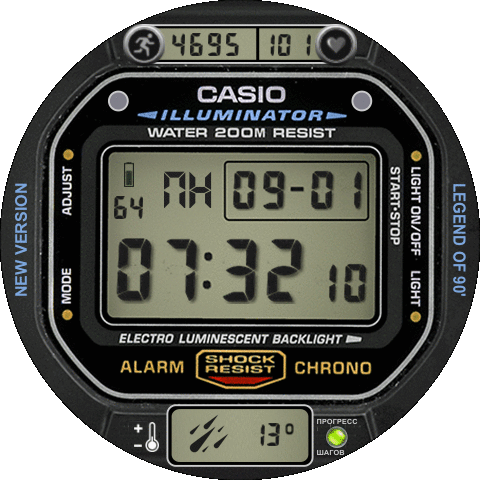 4695 101
CASIO
ILLUMINATOR
WATER 200M RESIST
ADJUST
MODE
NEW VERSION
64
ПН 09-01
07:32 10
START·STOP
LIGHT ON/OFF
LIGHT
LEGEND OF 90'
ELECTRO LUMINESCENT BACKLIGHT
ALARM SHOCK RESIST CHRONO
+
-
13°
ПРОГРЕСС
ШАГОВ